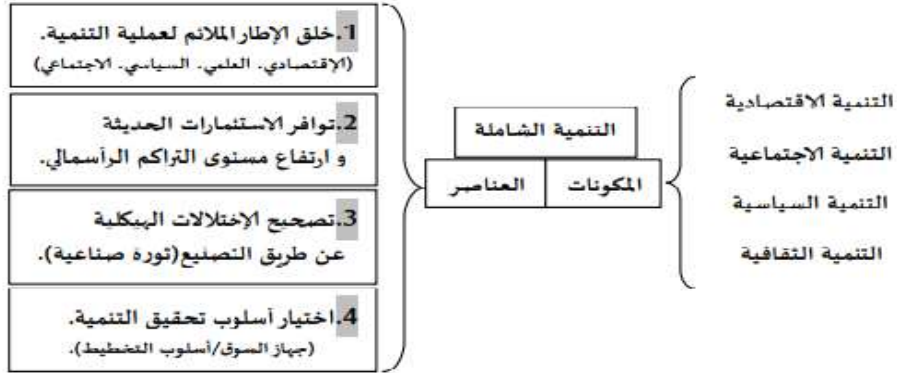 التنمية الشاملة
المكونات
العناصر
التنمية الاقتصادية
التنمية الاجتماعية
التنمية السياسية
التنمية الثقافية
1.خلق الإطار الملائم لعملية التنمية.
(الإقتصادي. العلمي. السياسي. الاجتماعي)
2.توافر الاستثمارات الحديثة
و ارتفاع مستوى التراكم الرأسمالي.
3.تصحيح الإختلالات الهيكلية
عن طريق التصنيع(ثورة صناعية).
4.اختيار أسلوب تحقيق التنمية.
(جهاز السوق/أسلوب التخطيط).